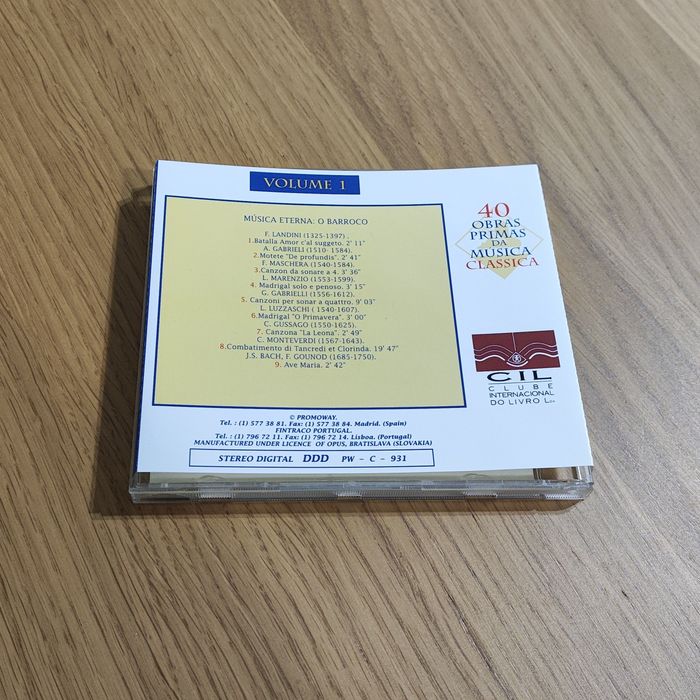 VOLUME 1
MÚSICA ETERNA: O BARROCO
F. LANDINI (1325-1397) .
1.Batalla Amor c'al suggeto. 2' 11"
A. GABRIELI (1510- 1584).
2.Motete "De profundis". 2' 41"
F. MASCHERA (1540-1584).
3.Canzon da sonare a 4. 3' 36"
L. MARENZIO (1553-1599).
4. Madrigal solo e penoso. 3' 15"
G. GABRIELLI (1556-1612).
5. Canzoni per sonar a quattro. 9' 03"
L. LUZZASCHI ( 1540-1607).
6.Madrigal "O Primavera". 3' 00"
C. GUSSAGO (1550-1625).
7. Canzona "La Leona". 2' 49"
C. MONTEVERDI (1567-1643).
8.Combatimento di Tancredi et Clorinda. 19' 47"
J.S. BACH, F. GOUNOD (1685-1750).
9. Ave Maria. 2' 42"
© PROMOWAY.
Tel. : (1) 577 38 81. Fax: (1) 577 38 84. Madrid. (Spain)
FINTRACO PORTUGAL.
Tel. : (1) 796 72 11. Fax: (1) 796 72 14. Lisboa. (Portugal)
MANUFACTURED UNDER LICENCE OF OPUS, BRATISLAVA (SLOVAKIA)
STEREO DIGITAL DDD PW - C - 931
40
OBRAS
PRIMAS
DA
MUSICA
CLASSICA
CIL
CLUBE
INTERNACIONAL
DO LIVRO L.da